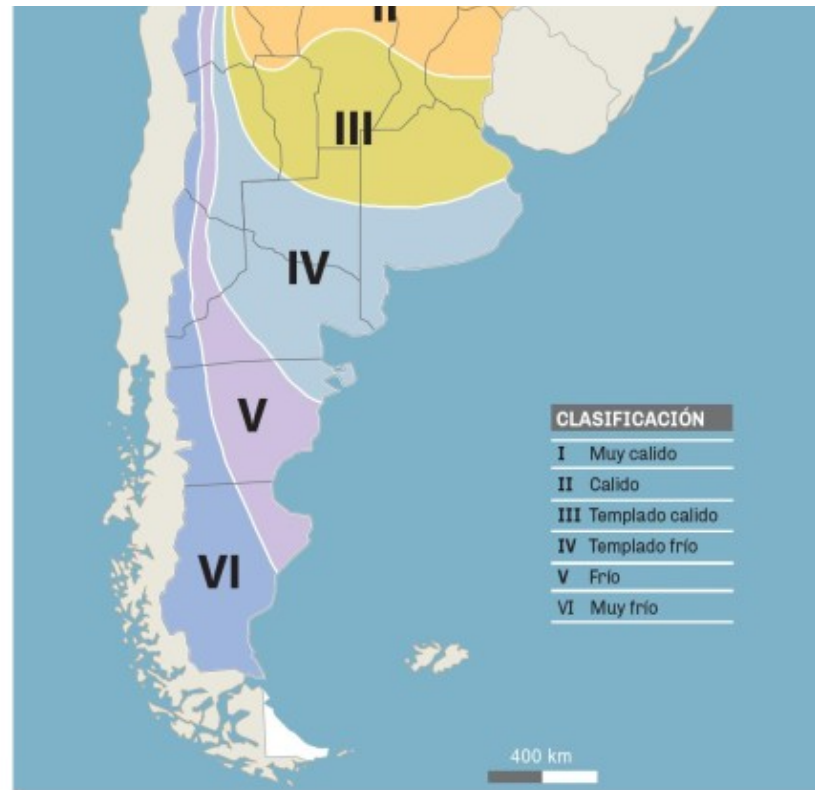 II
III
IV
V
VI
CLASIFICACIÓN
I Muy calido
II Calido
III Templado calido
IV Templado frío
V Frío
VI Muy frío
400 km